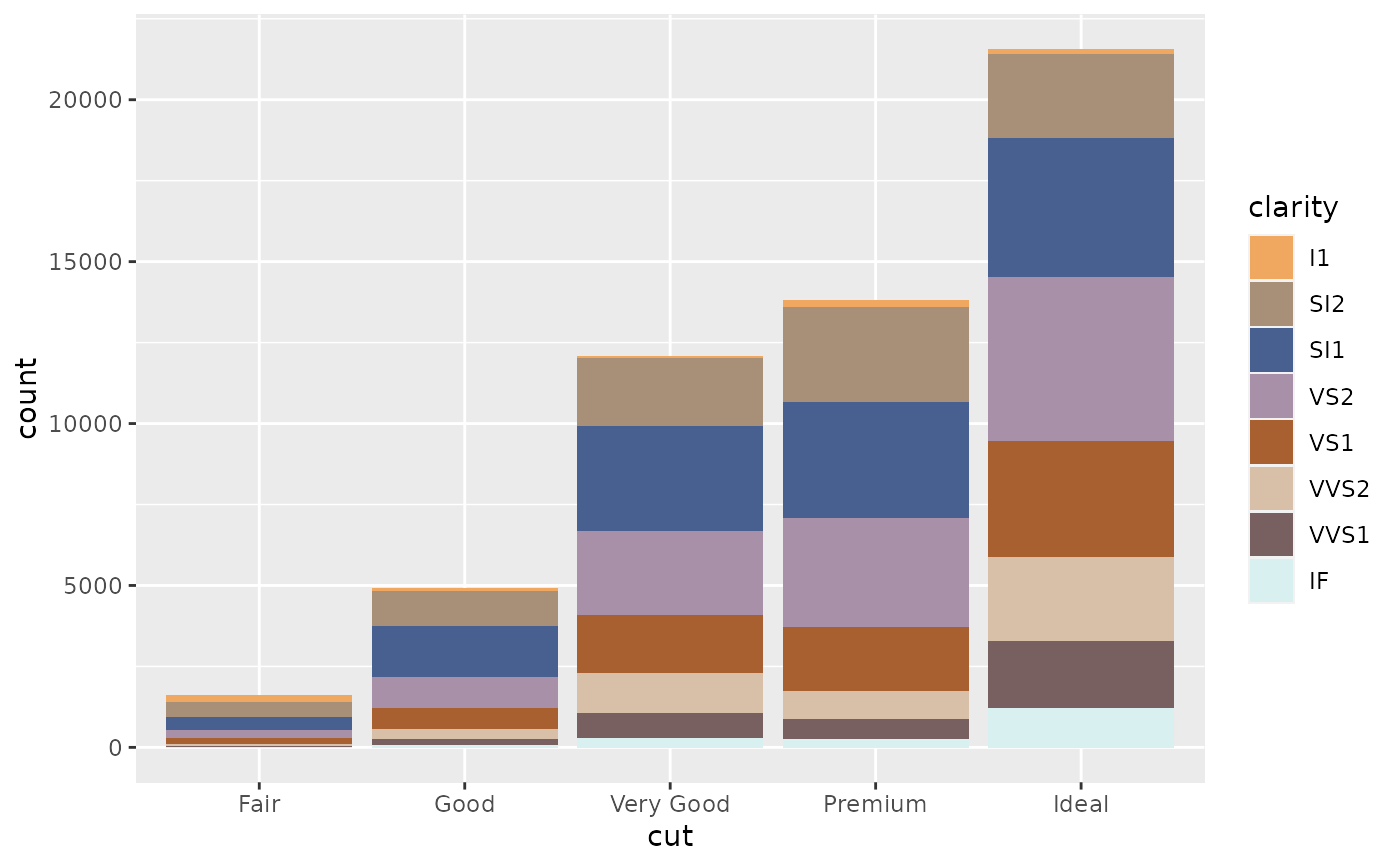 20000
15000
10000
5000
0
count
Fair
Good
Very Good
Premium
Ideal
cut
clarity
I1
SI2
SI1
VS2
VS1
VVS2
VVS1
IF